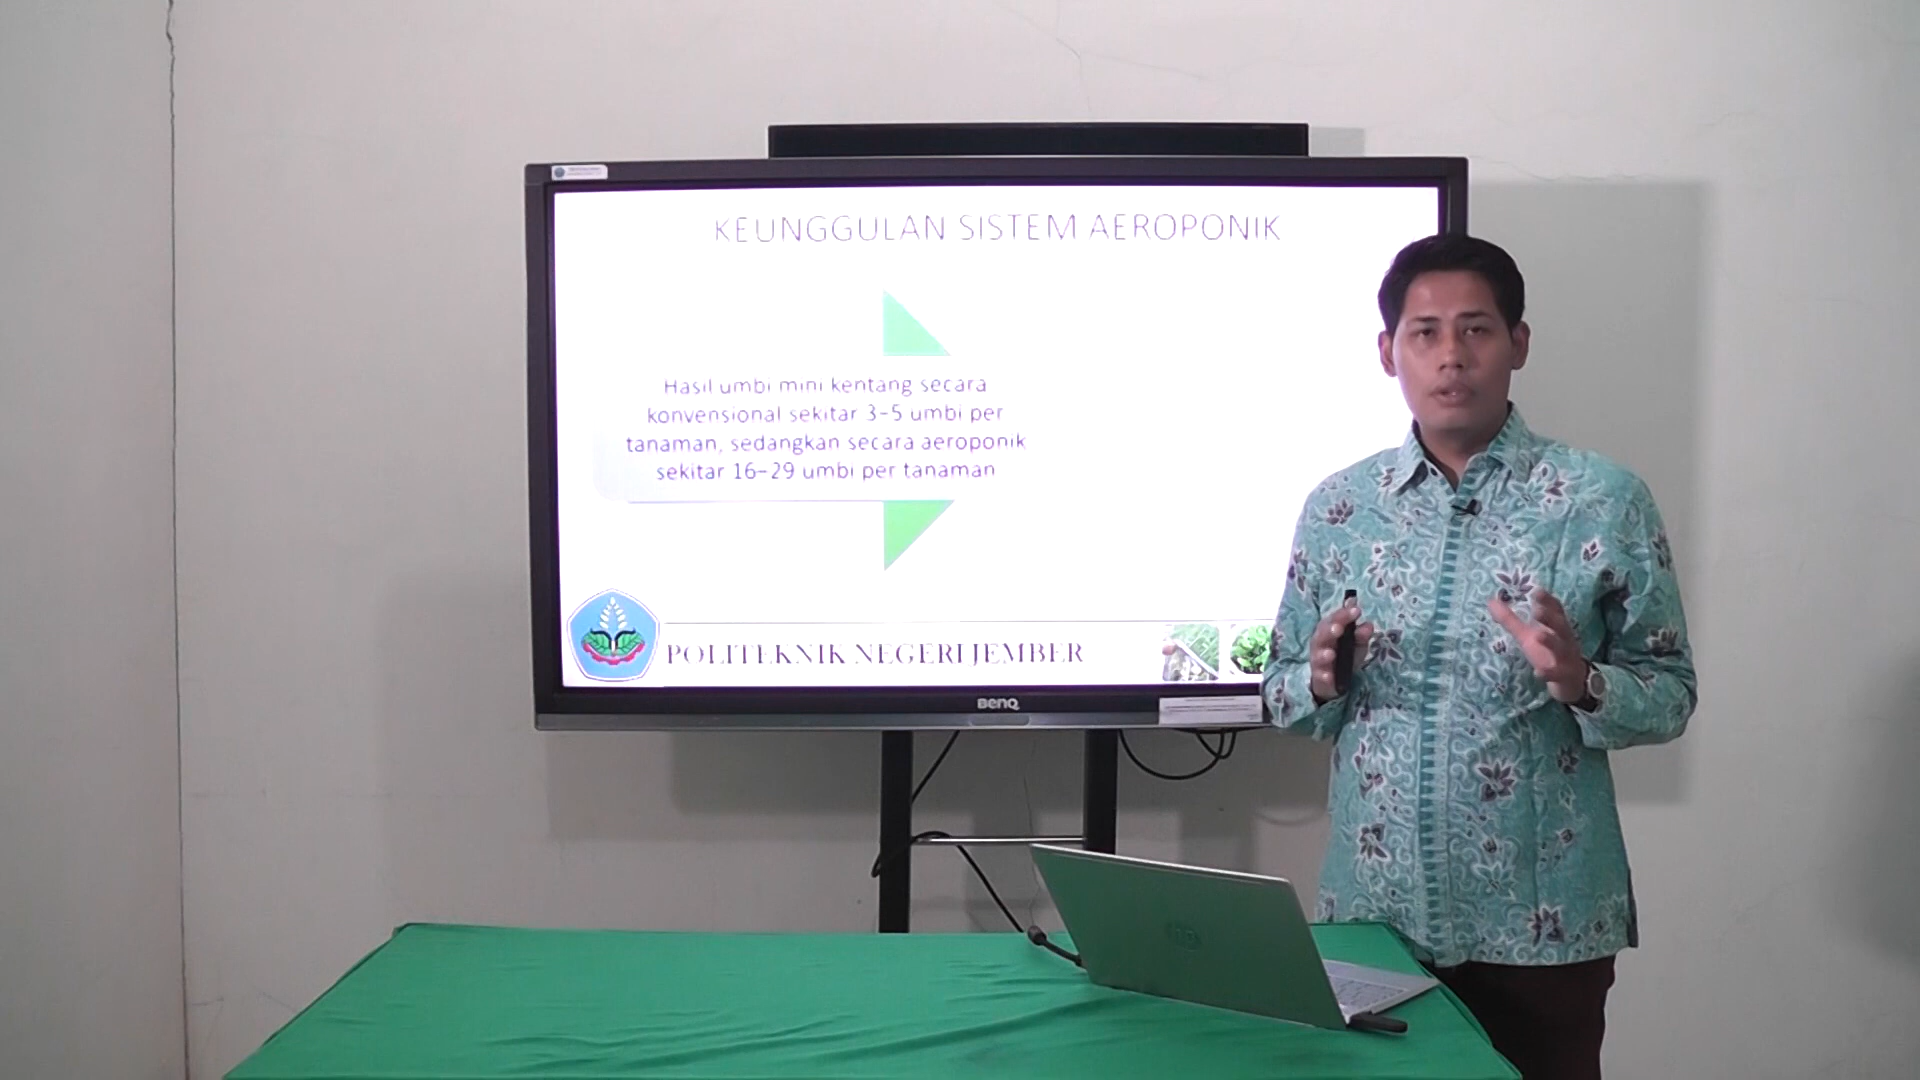 KEUNGGULAN SISTEM AEROPONIK
Hasil umbi mini kentang secara
konvensional sekitar 3-5 umbi per
tanaman, sedangkan secara aeroponik
sekitar 16-29 umbi per tanaman
POLITEKNIK NEGERI JEMBER
BenQ
hp